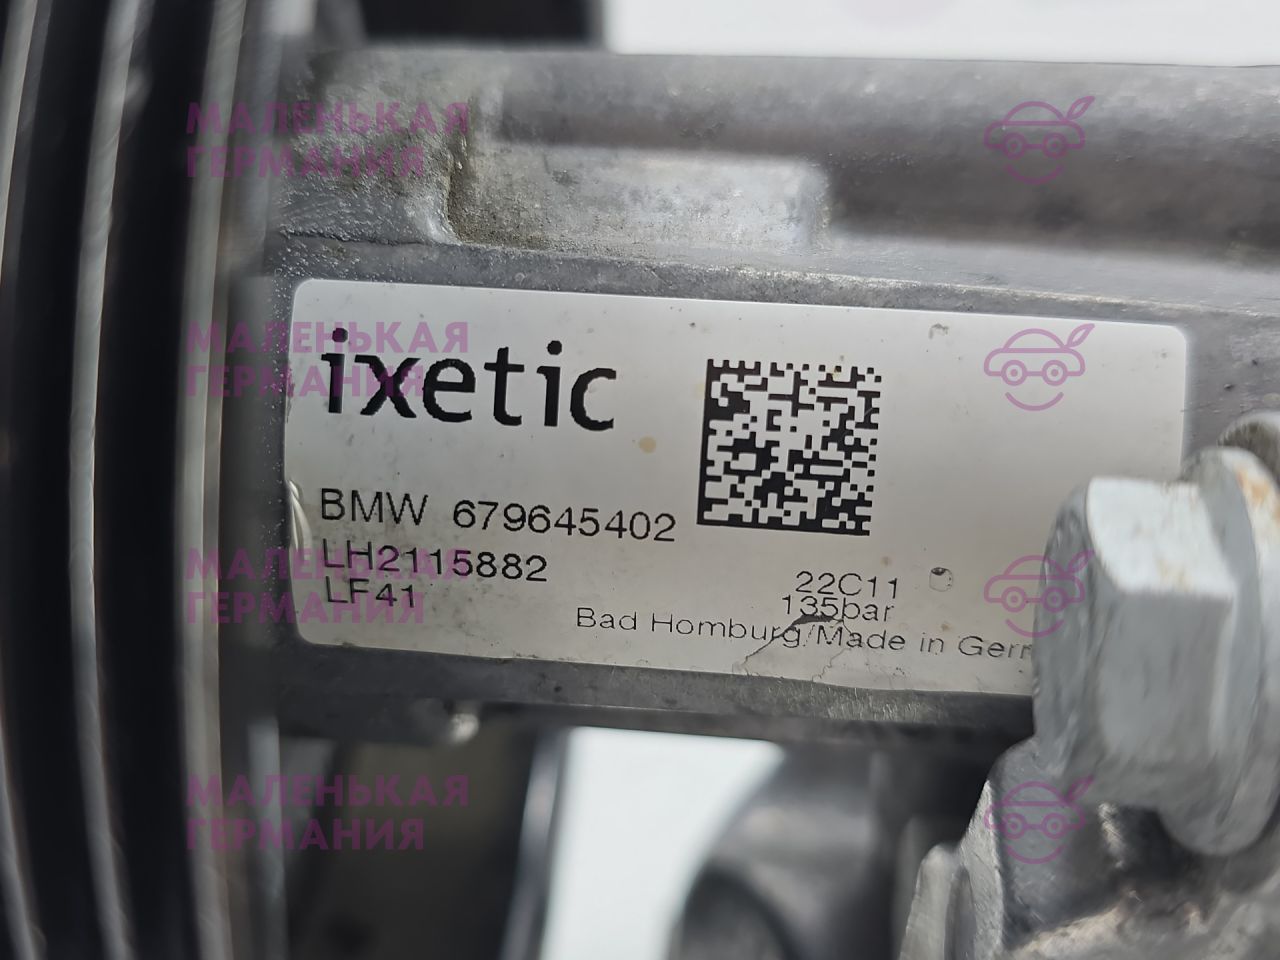 МАЛЕНЬКАЯ
ГЕРМАНИЯ
МАЛЕНЬКАЯ
ГЕРМАНИЯ
ixetic
BMW 679645402
LH2115882
LF41
22C11
135bar
Bad Homburg/Made in Ger
МАЛЕНЬКАЯ
ГЕРМАНИЯ
МАЛЕНЬКАЯ
ГЕРМАНИЯ